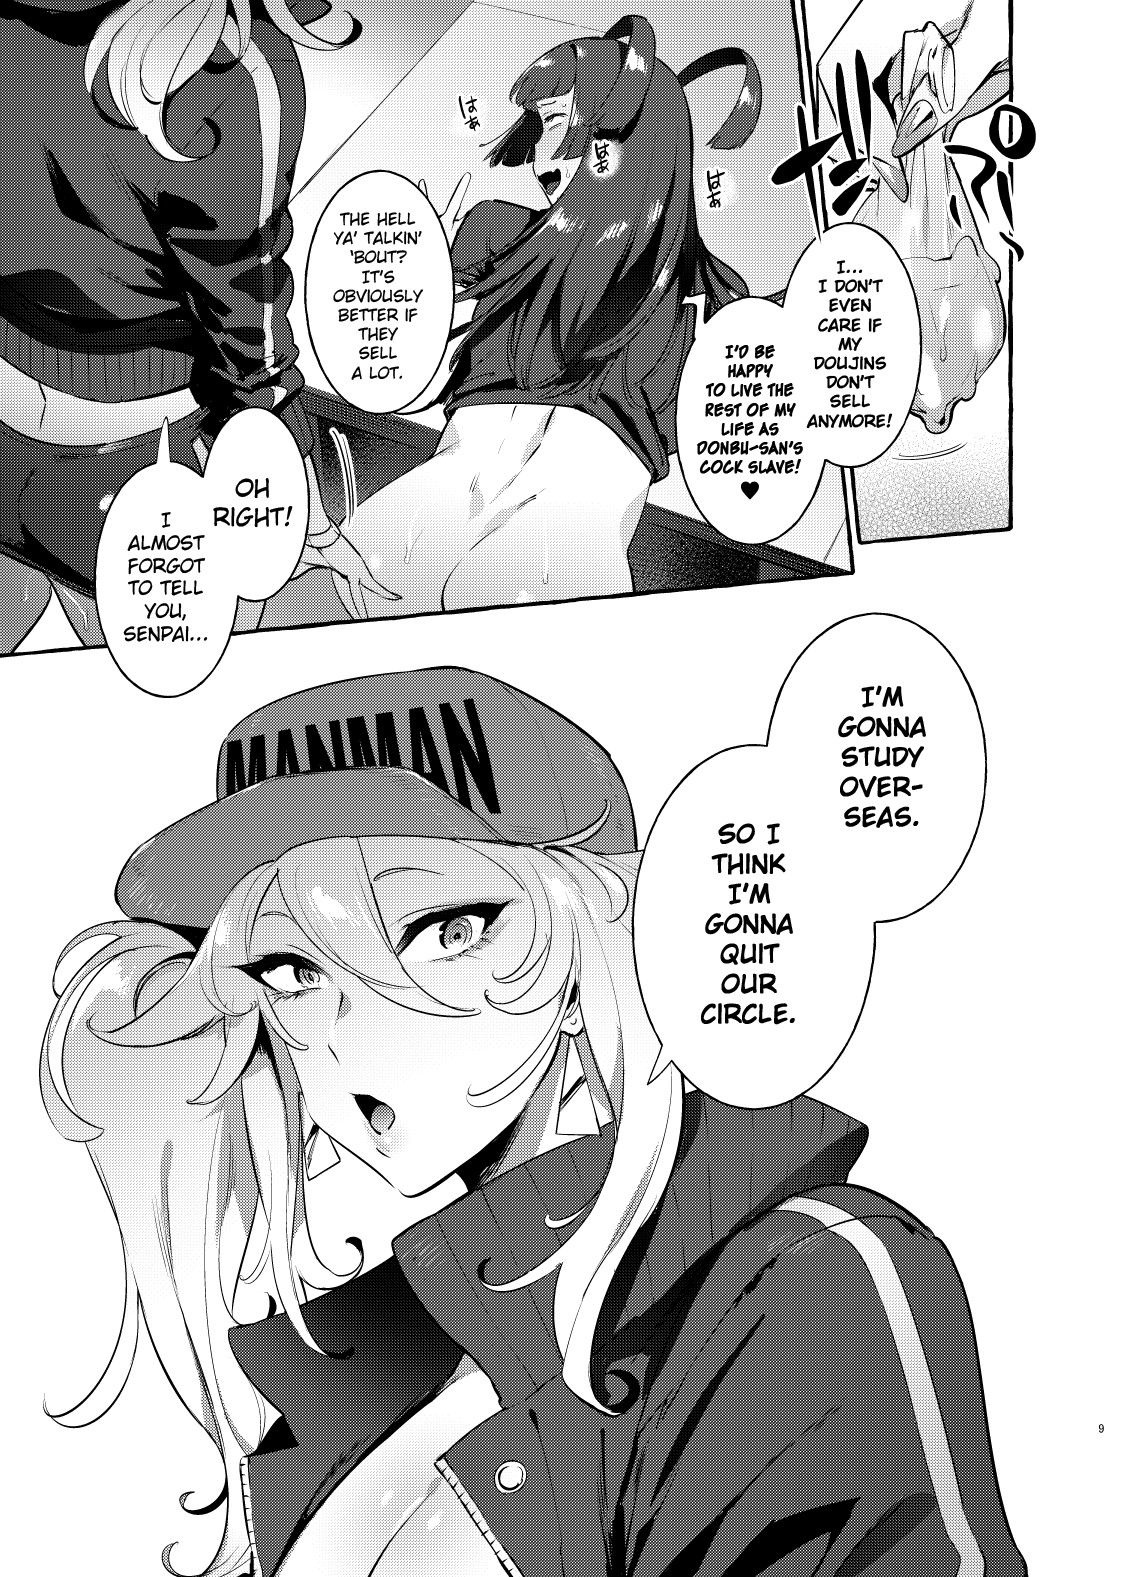 I...
I DON'T
EVEN
CARE IF
MY
DOUJINS
DON'T
SELL
ANYMORE!
I'D BE
HAPPY
TO LIVE THE
REST OF MY
LIFE AS
DONBU-SAN'S
COCK SLAVE!
♥
はぁ
はぁ
はぁ
THE HELL
YA' TALKIN'
'BOUT?
IT'S
OBVIOUSLY
BETTER IF
THEY
SELL
A LOT.
OH
RIGHT!
I
ALMOST
FORGOT
TO TELL
YOU,
SENPAI...
I'M
GONNA
STUDY
OVER-
SEAS.
SO I
THINK
I'M
GONNA
QUIT
OUR
CIRCLE.
MANMAN
9